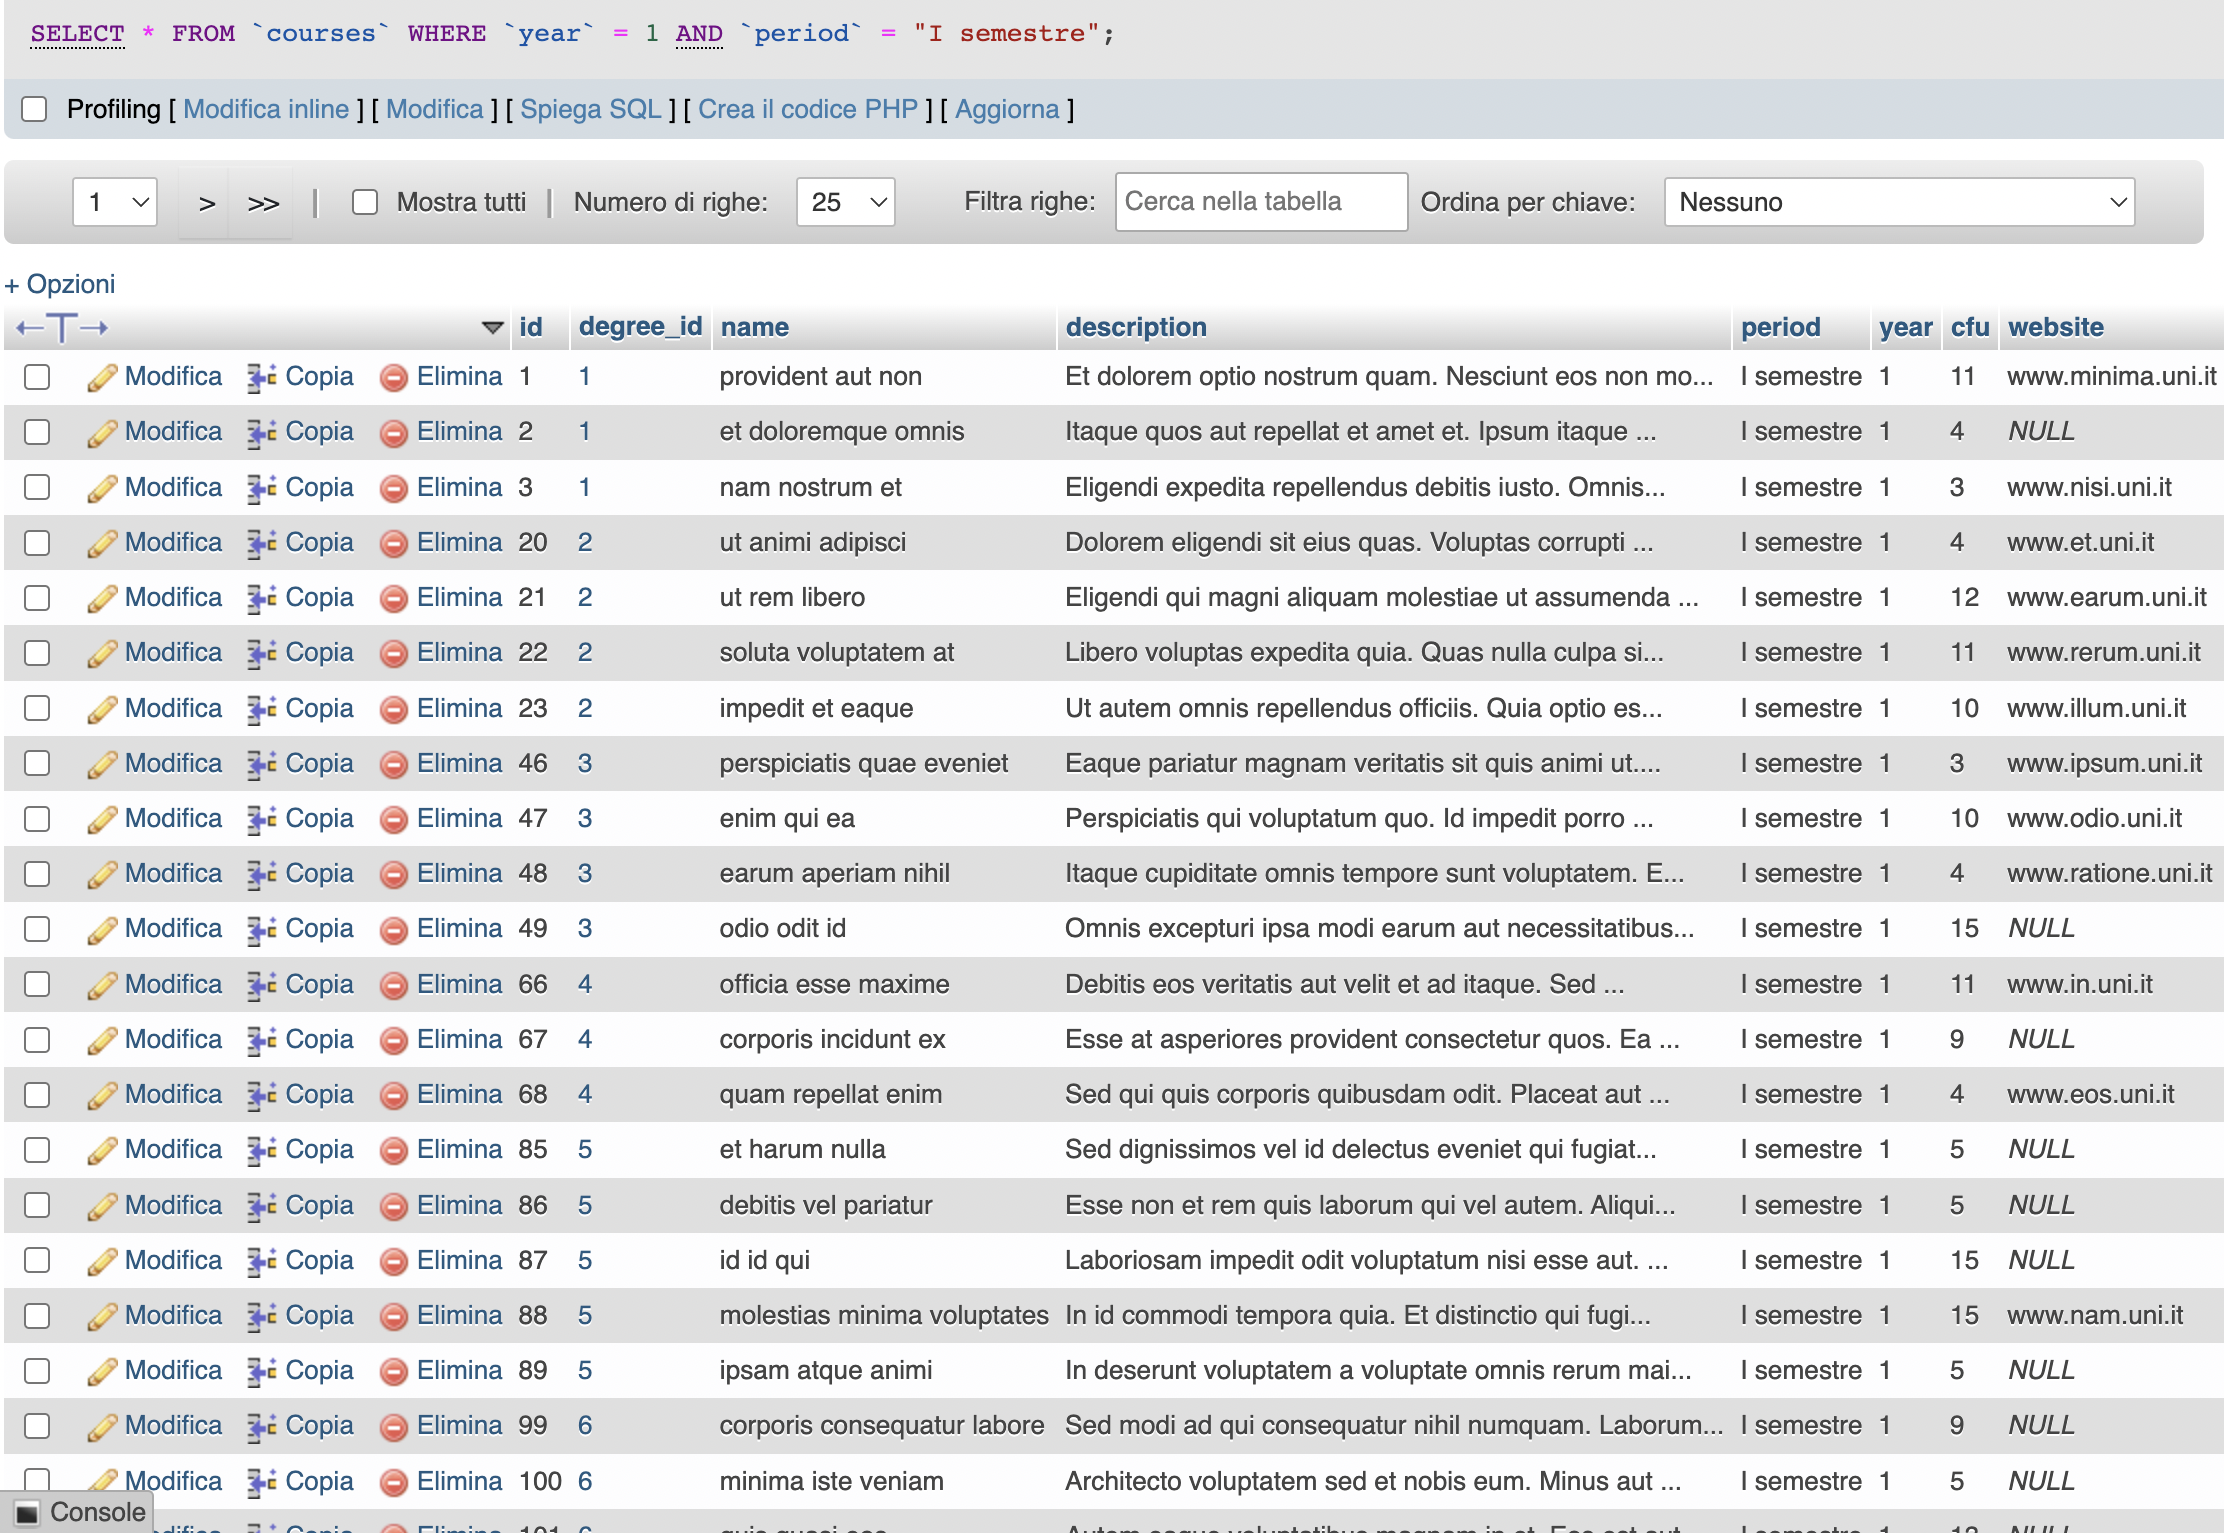 SELECT * FROM `courses` WHERE `year` = 1 AND `period` = "I semestre";
Profiling [ Modifica inline ] [ Modifica ] [ Spiega SQL ] [ Crea il codice PHP ] [ Aggiorna ]
1 > >> | Mostra tutti | Numero di righe: 25 Filtra righe: Cerca nella tabella Ordina per chiave: Nessuno
+ Opzioni
←T→ id degree_id name description period year cfu website
Modifica Copia Elimina 1 1 provident aut non Et dolorem optio nostrum quam. Nesciunt eos non mo... I semestre 1 11 www.minima.uni.it
Modifica Copia Elimina 2 1 et doloremque omnis Itaque quos aut repellat et amet et. Ipsum itaque ... I semestre 1 4 NULL
Modifica Copia Elimina 3 1 nam nostrum et Eligendi expedita repellendus debitis iusto. Omnis... I semestre 1 3 www.nisi.uni.it
Modifica Copia Elimina 20 2 ut animi adipisci Dolorem eligendi sit eius quas. Voluptas corrupti ... I semestre 1 4 www.et.uni.it
Modifica Copia Elimina 21 2 ut rem libero Eligendi qui magni aliquam molestiae ut assumenda ... I semestre 1 12 www.earum.uni.it
Modifica Copia Elimina 22 2 soluta voluptatem at Libero voluptas expedita quia. Quas nulla culpa si... I semestre 1 11 www.rerum.uni.it
Modifica Copia Elimina 23 2 impedit et eaque Ut autem omnis repellendus officiis. Quia optio es... I semestre 1 10 www.illum.uni.it
Modifica Copia Elimina 46 3 perspiciatis quae eveniet Eaque pariatur magnam veritatis sit quis animi ut.... I semestre 1 3 www.ipsum.uni.it
Modifica Copia Elimina 47 3 enim qui ea Perspiciatis qui voluptatum quo. Id impedit porro ... I semestre 1 10 www.odio.uni.it
Modifica Copia Elimina 48 3 earum aperiam nihil Itaque cupiditate omnis tempore sunt voluptatem. E... I semestre 1 4 www.ratione.uni.it
Modifica Copia Elimina 49 3 odio odit id Omnis excepturi ipsa modi earum aut necessitatibus... I semestre 1 15 NULL
Modifica Copia Elimina 66 4 officia esse maxime Debitis eos veritatis aut velit et ad itaque. Sed ... I semestre 1 11 www.in.uni.it
Modifica Copia Elimina 67 4 corporis incidunt ex Esse at asperiores provident consectetur quos. Ea ... I semestre 1 9 NULL
Modifica Copia Elimina 68 4 quam repellat enim Sed qui quis corporis quibusdam odit. Placeat aut ... I semestre 1 4 www.eos.uni.it
Modifica Copia Elimina 85 5 et harum nulla Sed dignissimos vel id delectus eveniet qui fugiat... I semestre 1 5 NULL
Modifica Copia Elimina 86 5 debitis vel pariatur Esse non et rem quis laborum qui vel autem. Aliqui... I semestre 1 5 NULL
Modifica Copia Elimina 87 5 id id qui Laboriosam impedit odit voluptatum nisi esse aut. ... I semestre 1 15 NULL
Modifica Copia Elimina 88 5 molestias minima voluptates In id commodi tempora quia. Et distinctio qui fugi... I semestre 1 15 www.nam.uni.it
Modifica Copia Elimina 89 5 ipsam atque animi In deserunt voluptatem a voluptate omnis rerum mai... I semestre 1 5 NULL
Modifica Copia Elimina 99 6 corporis consequatur labore Sed modi ad qui consequatur nihil numquam. Laborum... I semestre 1 9 NULL
Modifica Copia Elimina 100 6 minima iste veniam Architecto voluptatem sed et nobis eum. Minus aut ... I semestre 1 5 NULL
Console